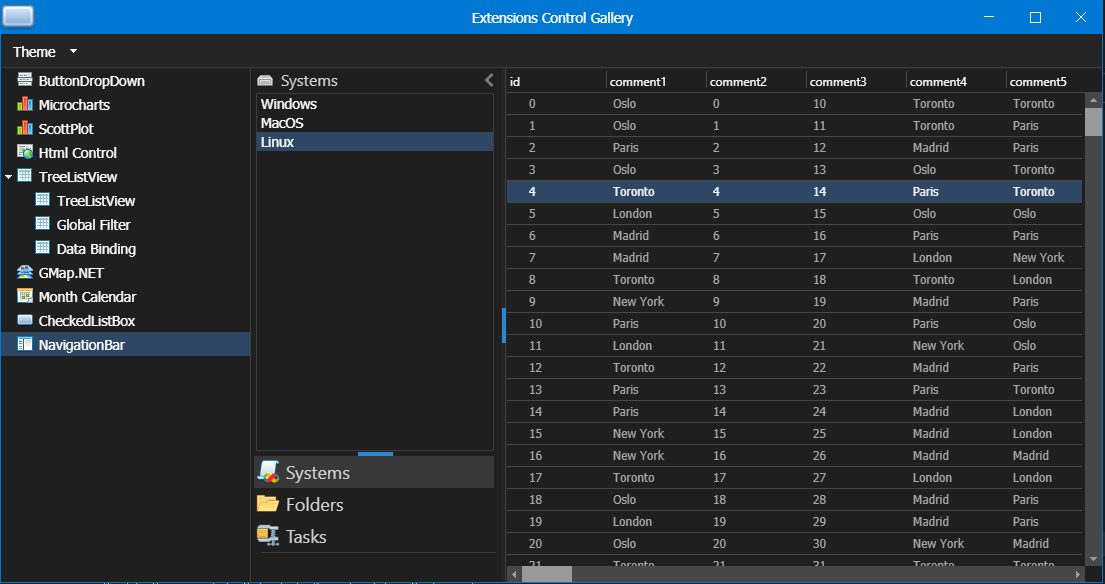 Extensions Control Gallery
Theme
ButtonDropDown
Microcharts
ScottPlot
Html Control
TreeListView
TreeListView
Global Filter
Data Binding
GMap.NET
Month Calendar
CheckedListBox
NavigationBar
Systems
Windows
MacOS
Linux
Systems
Folders
Tasks
id comment1 comment2 comment3 comment4 comment5
0 Oslo 0 10 Toronto Toronto
1 Oslo 1 11 Toronto Paris
2 Paris 2 12 Madrid Paris
3 Oslo 3 13 Oslo Toronto
4 Toronto 4 14 Paris Toronto
5 London 5 15 Oslo Oslo
6 Madrid 6 16 Paris Paris
7 Madrid 7 17 London New York
8 Toronto 8 18 Toronto London
9 New York 9 19 Madrid Paris
10 Paris 10 20 Paris Oslo
11 London 11 21 New York Oslo
12 Toronto 12 22 Madrid Paris
13 Paris 13 23 Paris Toronto
14 Paris 14 24 Madrid London
15 New York 15 25 Madrid London
16 New York 16 26 Madrid Madrid
17 Toronto 17 27 London London
18 Oslo 18 28 Madrid Paris
19 London 19 29 Madrid Paris
20 Oslo 20 30 New York Madrid
21 Toronto 21 31 Toronto Toronto